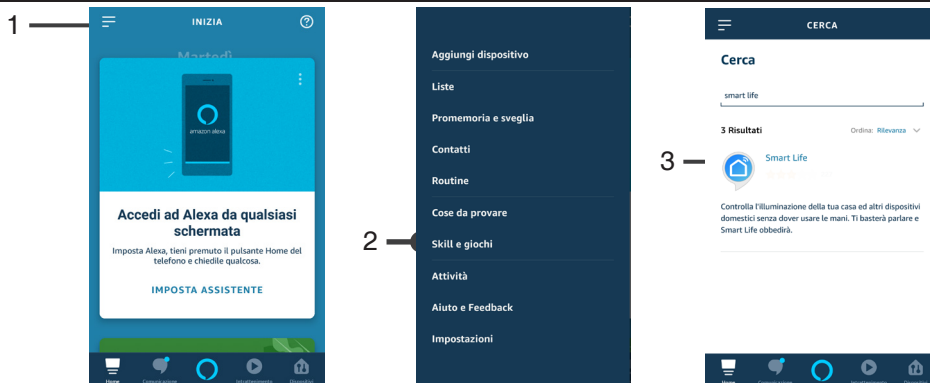 1
INIZIA
Martedì
amazon alexa
Accedi ad Alexa da qualsiasi
schermata
Imposta Alexa, tieni premuto il pulsante Home del
telefono e chiedile qualcosa.
IMPOSTA ASSISTENTE
Home Comunicazione Intrattenimento Dispositivi
2
Aggiungi dispositivo
Liste
Promemoria e sveglia
Contatti
Routine
Cose da provare
Skill e giochi
Attività
Aiuto e Feedback
Impostazioni
3
CERCA
Cerca
smart life
3 Risultati Ordina: Rilevanza
Smart Life
Controlla l'illuminazione della tua casa ed altri dispositivi
domestici senza dover usare le mani. Ti basterà parlare e
Smart Life obbedirà.
Home Comunicazione Intrattenimento Dispositivi